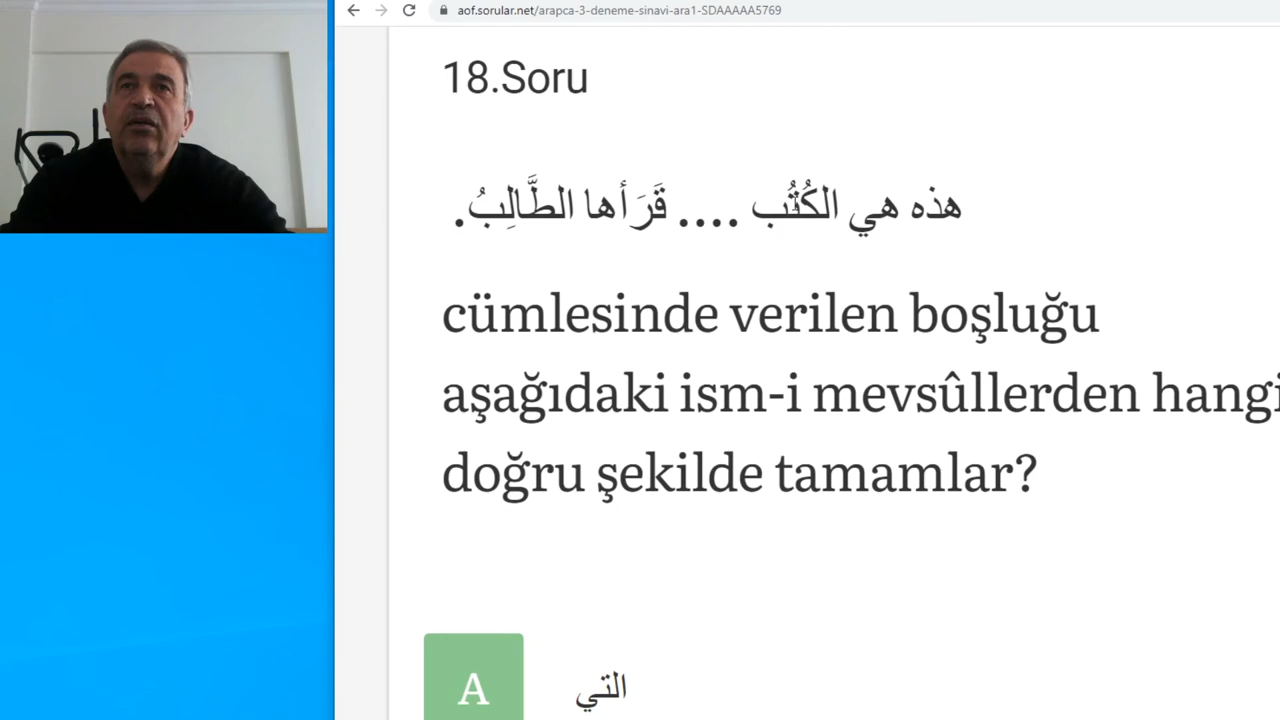 aof.sorular.net/arapca-3-deneme-sinavi-ara1-SDAAAAA5769
18.Soru
هذه هي الكُتُب .... قَرَأها الطَّالِبُ.
cümlesinde verilen boşluğu
aşağıdaki ism-i mevsûllerden hangi
doğru şekilde tamamlar?
A التي